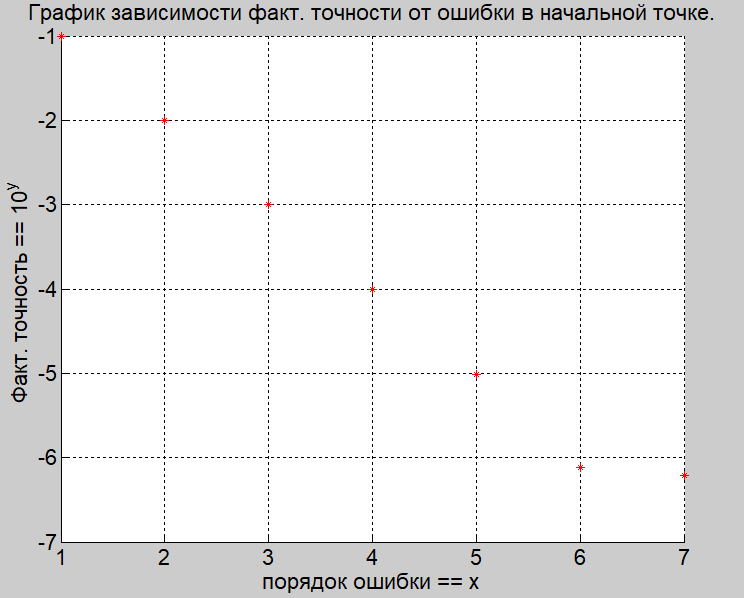 График зависимости факт. точности от ошибки в начальной точке.
-1
-2
-3
-4
-5
-6
-7
Факт. точность == 10^y
1 2 3 4 5 6 7
порядок ошибки == x